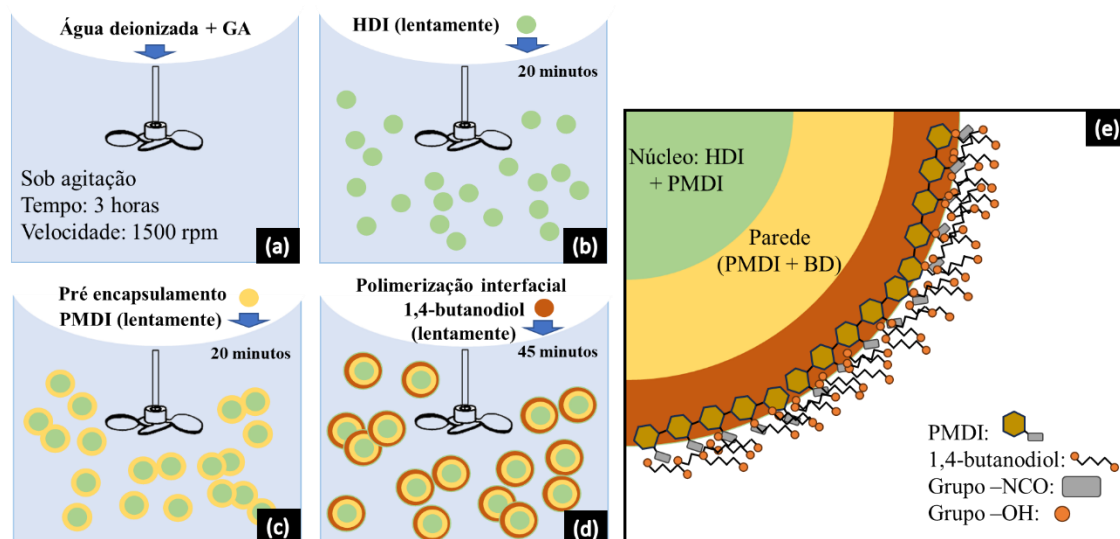 Água deionizada + GA
Sob agitação
Tempo: 3 horas
Velocidade: 1500 rpm
(a)
HDI (lentamente)
20 minutos
(b)
Pré encapsulamento
PMDI (lentamente)
20 minutos
(c)
Polimerização interfacial
1,4-butanodiol
(lentamente)
45 minutos
(d)
(e)
Núcleo: HDI
+ PMDI
Parede
(PMDI + BD)
PMDI:
1,4-butanodiol:
Grupo –NCO:
Grupo –OH: